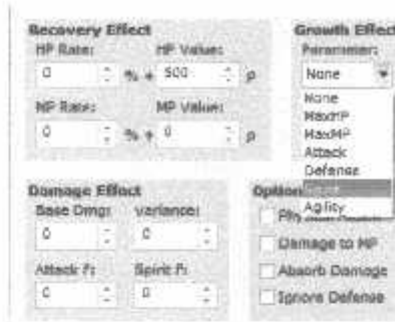 Recovery Effect
HP Rate: HP Value:
0 % + 500 p
MP Rate: MP Value:
0 % + 0 p
Growth Effect
Parameter:
None
None
MaxHP
MaxMP
Attack
Defense
Agility
Damage Effect
Base Dmg: Variance:
0 0
Attack F: Spirit F:
0 0
Option
Damage to MP
Absorb Damage
Ignore Defense